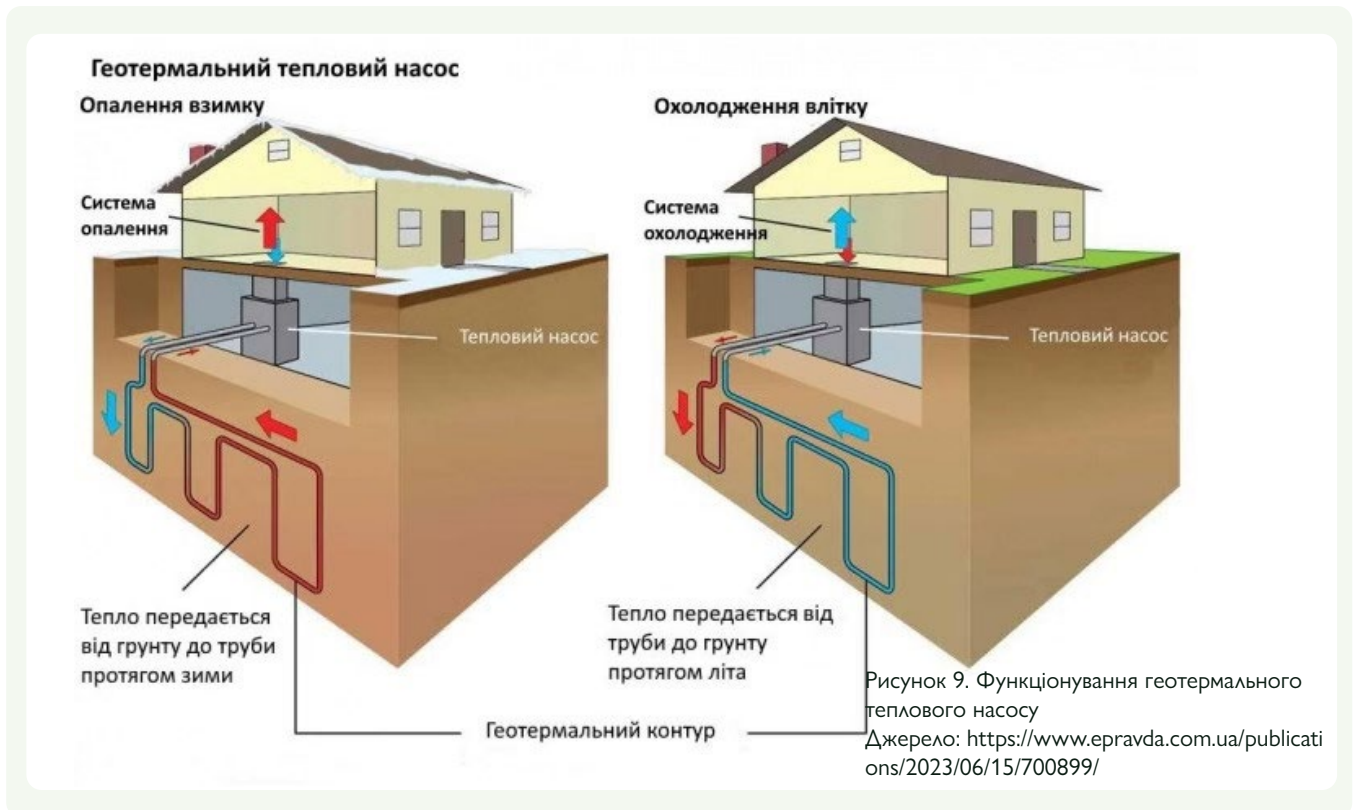 Геотермальний тепловий насос
Опалення взимку
Система
опалення
Тепловий насос
Тепло передається
від грунту до труби
протягом зими
Охолодження влітку
Система
охолодження
Тепловий насос
Тепло передається від
труби до грунту
протягом літа
Геотермальний контур
Рисунок 9. Функціонування геотермального
теплового насосу
Джерело: https://www.epravda.com.ua/publicati
ons/2023/06/15/700899/